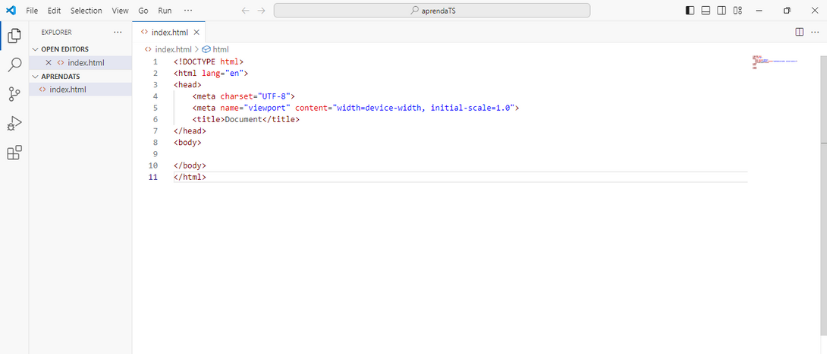 File Edit Selection View Go Run ··· aprendaTS
EXPLORER ···
OPEN EDITORS
index.html
APRENDATS
index.html
index.html
index.html > html
1 <!DOCTYPE html>
2 <html lang="en">
3 <head>
4 <meta charset="UTF-8">
5 <meta name="viewport" content="width=device-width, initial-scale=1.0">
6 <title>Document</title>
7 </head>
8 <body>
9
10 </body>
11 </html>